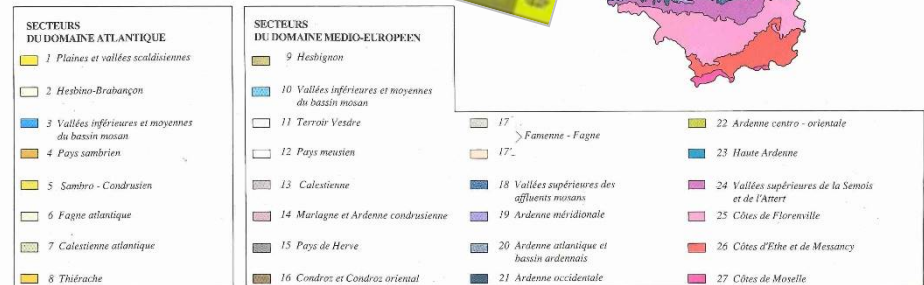 SECTEURS
DU DOMAINE ATLANTIQUE
1 Plaines et vallées scaldisiennes
2 Hesbino-Brabançon
3 Vallées inférieures et moyennes
du bassin mosan
4 Pays sambrien
5 Sambro - Condrusien
6 Fagne atlantique
7 Calestienne atlantique
8 Thiérache
SECTEURS
DU DOMAINE MEDIO-EUROPEEN
9 Hesbignon
10 Vallées inférieures et moyennes
du bassin mosan
11 Terroir Vesdre
12 Pays meusien
13 Calestienne
14 Marlagne et Ardenne condrusienne
15 Pays de Herve
16 Condroz et Condroz oriental
17
Famenne - Fagne
17'
18 Vallées supérieures des
affluents mosans
19 Ardenne méridionale
20 Ardenne atlantique et
bassin ardennais
21 Ardenne occidentale
22 Ardenne centro - orientale
23 Haute Ardenne
24 Vallées supérieures de la Semois
et de l'Attert
25 Côtes de Florenville
26 Côtes d'Ethe et de Messancy
27 Côtes de Moselle